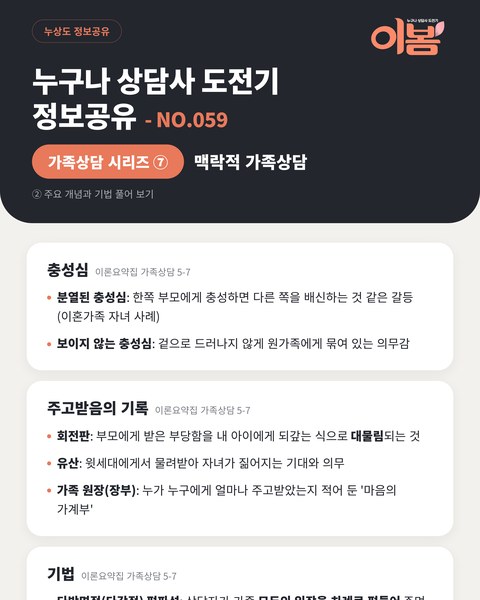 누상도 정보공유
누구나 상담사 도전기
이봄
누구나 상담사 도전기
정보공유 - NO.059
가족상담 시리즈 ⑦ 맥락적 가족상담
② 주요 개념과 기법 풀어 보기
충성심 이론요약집 가족상담 5-7
• 분열된 충성심: 한쪽 부모에게 충성하면 다른 쪽을 배신하는 것 같은 갈등
(이혼가족 자녀 사례)
• 보이지 않는 충성심: 겉으로 드러나지 않게 원가족에게 묶여 있는 의무감
주고받음의 기록 이론요약집 가족상담 5-7
• 회전판: 부모에게 받은 부당함을 내 아이에게 되갚는 식으로 대물림되는 것
• 유산: 윗세대에게서 물려받아 자녀가 짊어지는 기대와 의무
• 가족 원장(장부): 누가 누구에게 얼마나 주고받았는지 적어 둔 '마음의
가계부'
기법 이론요약집 가족상담 5-7